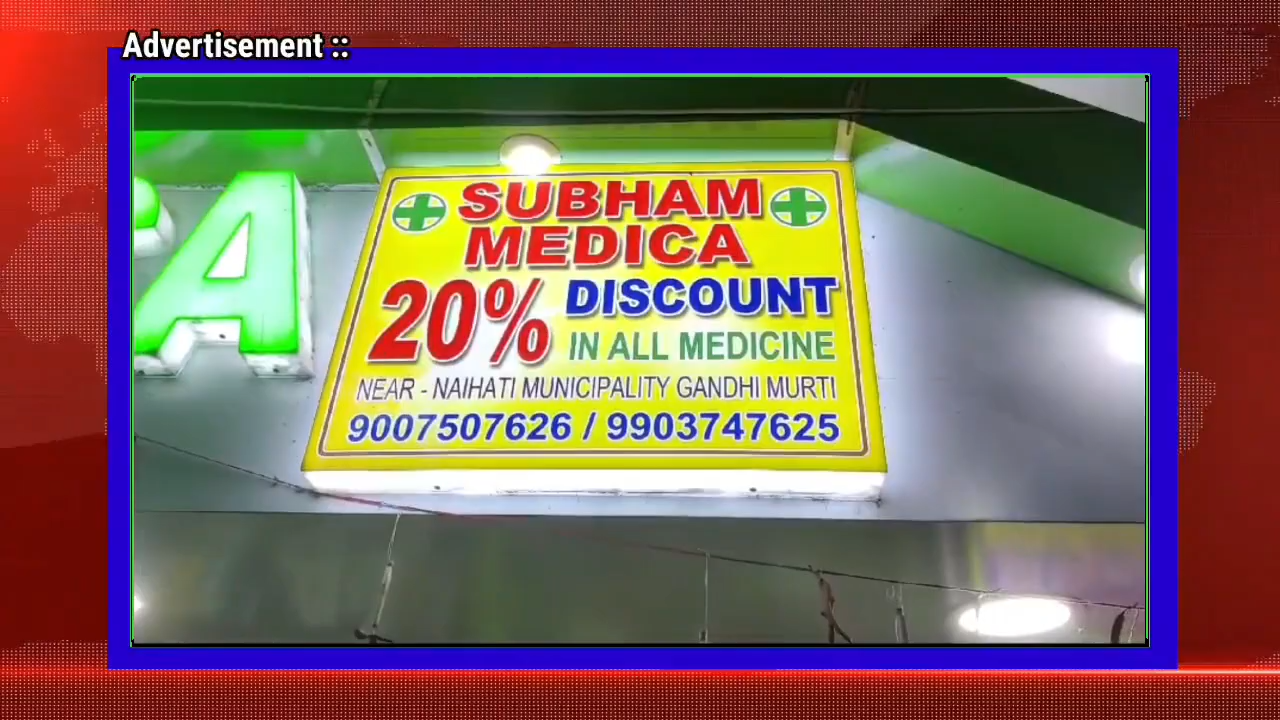 Advertisement ::
A
SUBHAM
MEDICA
20% DISCOUNT
IN ALL MEDICINE
NEAR - NAIHATI MUNICIPALITY GANDHI MURTI
9007507626 / 9903747625